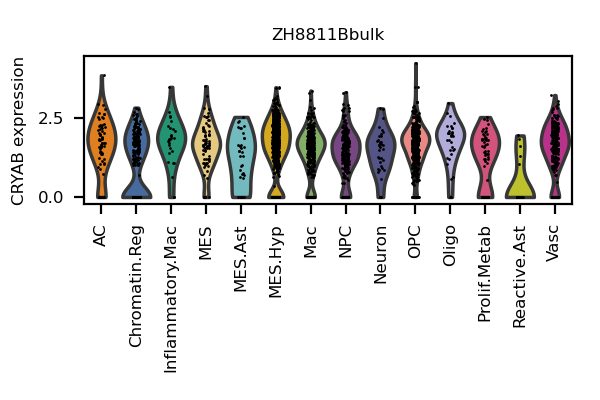 ZH8811Bbulk
CRYAB expression
2.5
0.0
AC
Chromatin.Reg
Inflammatory.Mac
MES
MES.Ast
MES.Hyp
Mac
NPC
Neuron
OPC
Oligo
Prolif.Metab
Reactive.Ast
Vasc